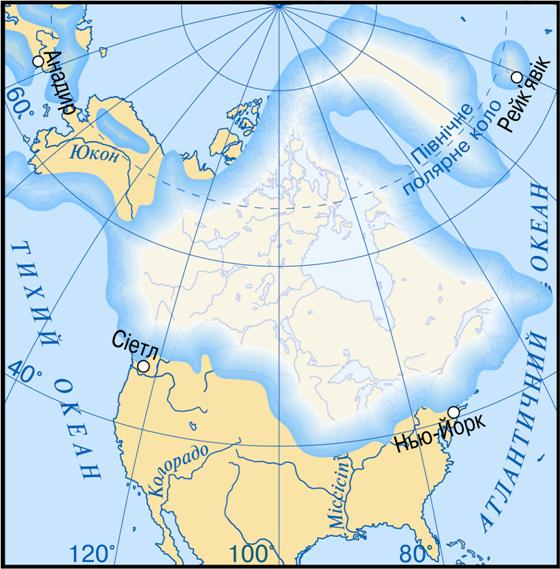 Анадир
60°
Юкон
Рейк'явік
Північне
полярне коло
ТИХИЙ ОКЕАН
АТЛАНТИЧНИЙ ОКЕАН
Сіетл
40°
Нью-Йорк
Колорадо
Міссісіпі
120°
100°
80°